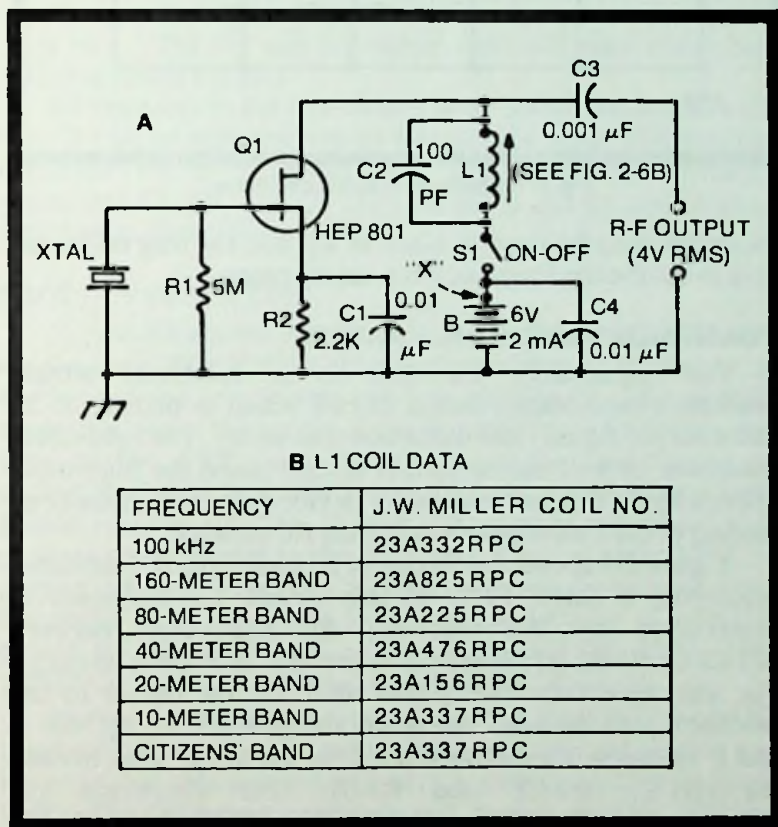 A
C3
0.001 µF
Q1
HEP 801
C2
100
PF
L1
(SEE FIG. 2-6B)
R-F OUTPUT
(4V RMS)
XTAL
R1
5M
R2
2.2K
C1
0.01
µF
S1
ON-OFF
"X"
B
6V
2 mA
C4
0.01 µF
B L1 COIL DATA
FREQUENCY J.W. MILLER COIL NO.
100 kHz 23A332RPC
160-METER BAND 23A825RPC
80-METER BAND 23A225RPC
40-METER BAND 23A476RPC
20-METER BAND 23A156RPC
10-METER BAND 23A337RPC
CITIZENS' BAND 23A337RPC